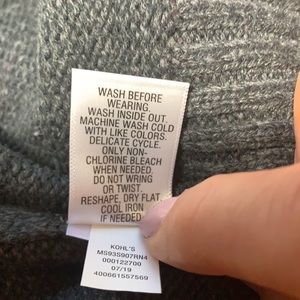 WASH BEFORE
WEARING.
WASH INSIDE OUT.
MACHINE WASH COLD
WITH LIKE COLORS.
DELICATE CYCLE.
ONLY NON-
CHLORINE BLEACH
WHEN NEEDED.
DO NOT WRING
OR TWIST.
RESHAPE, DRY FLAT.
COOL IRON
IF NEEDED
KOHL'S
MS93S907RN4
000122700
07/19
400661557569